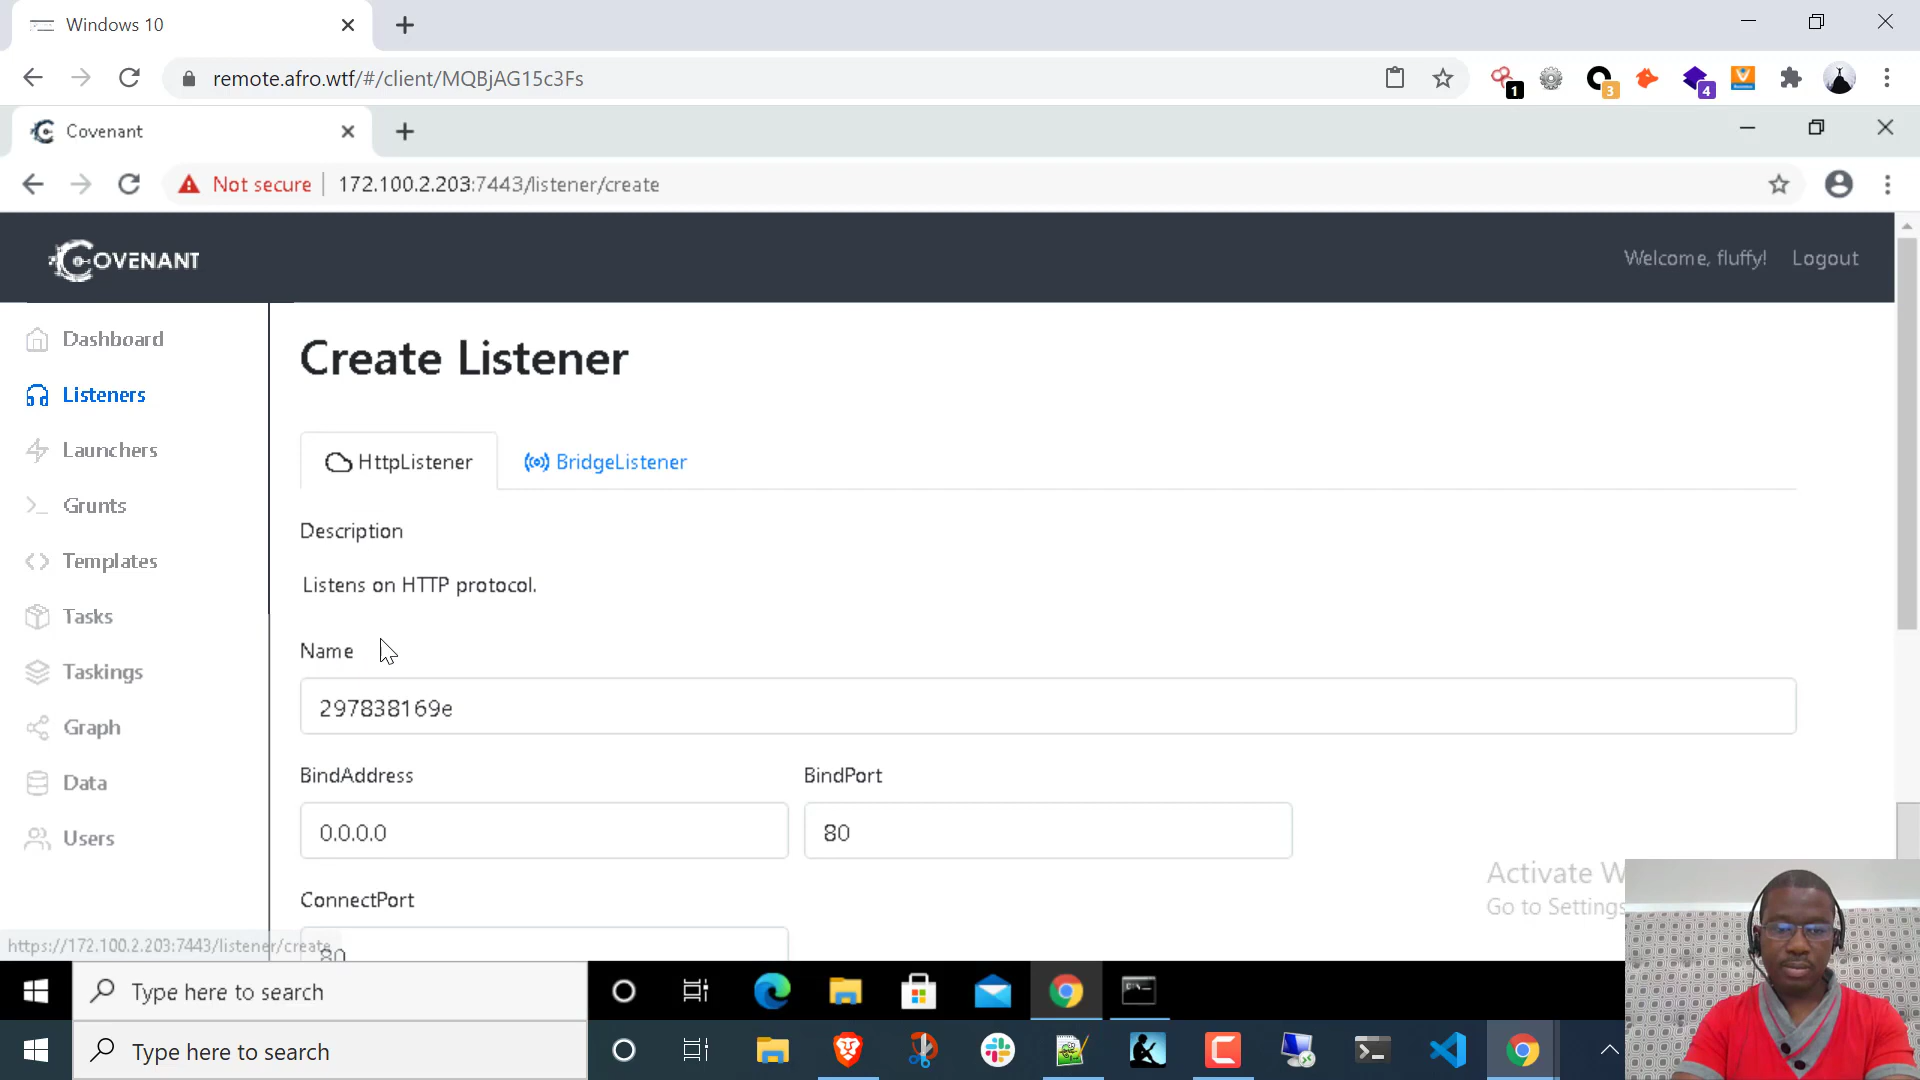 Windows 10
remote.afro.wtf/#/client/MQBjAG15c3Fs
1
3
4
Covenant
Not secure
172.100.2.203:7443/listener/create
COVENANT
Welcome, fluffy!
Logout
Dashboard
Listeners
Launchers
Grunts
Templates
Tasks
Taskings
Graph
Data
Users
Create Listener
HttpListener
BridgeListener
Description
Listens on HTTP protocol.
Name
297838169e
BindAddress
BindPort
0.0.0.0
80
ConnectPort
80
Activate W
Go to Settings
https://172.100.2.203:7443/listener/create
Type here to search
Type here to search